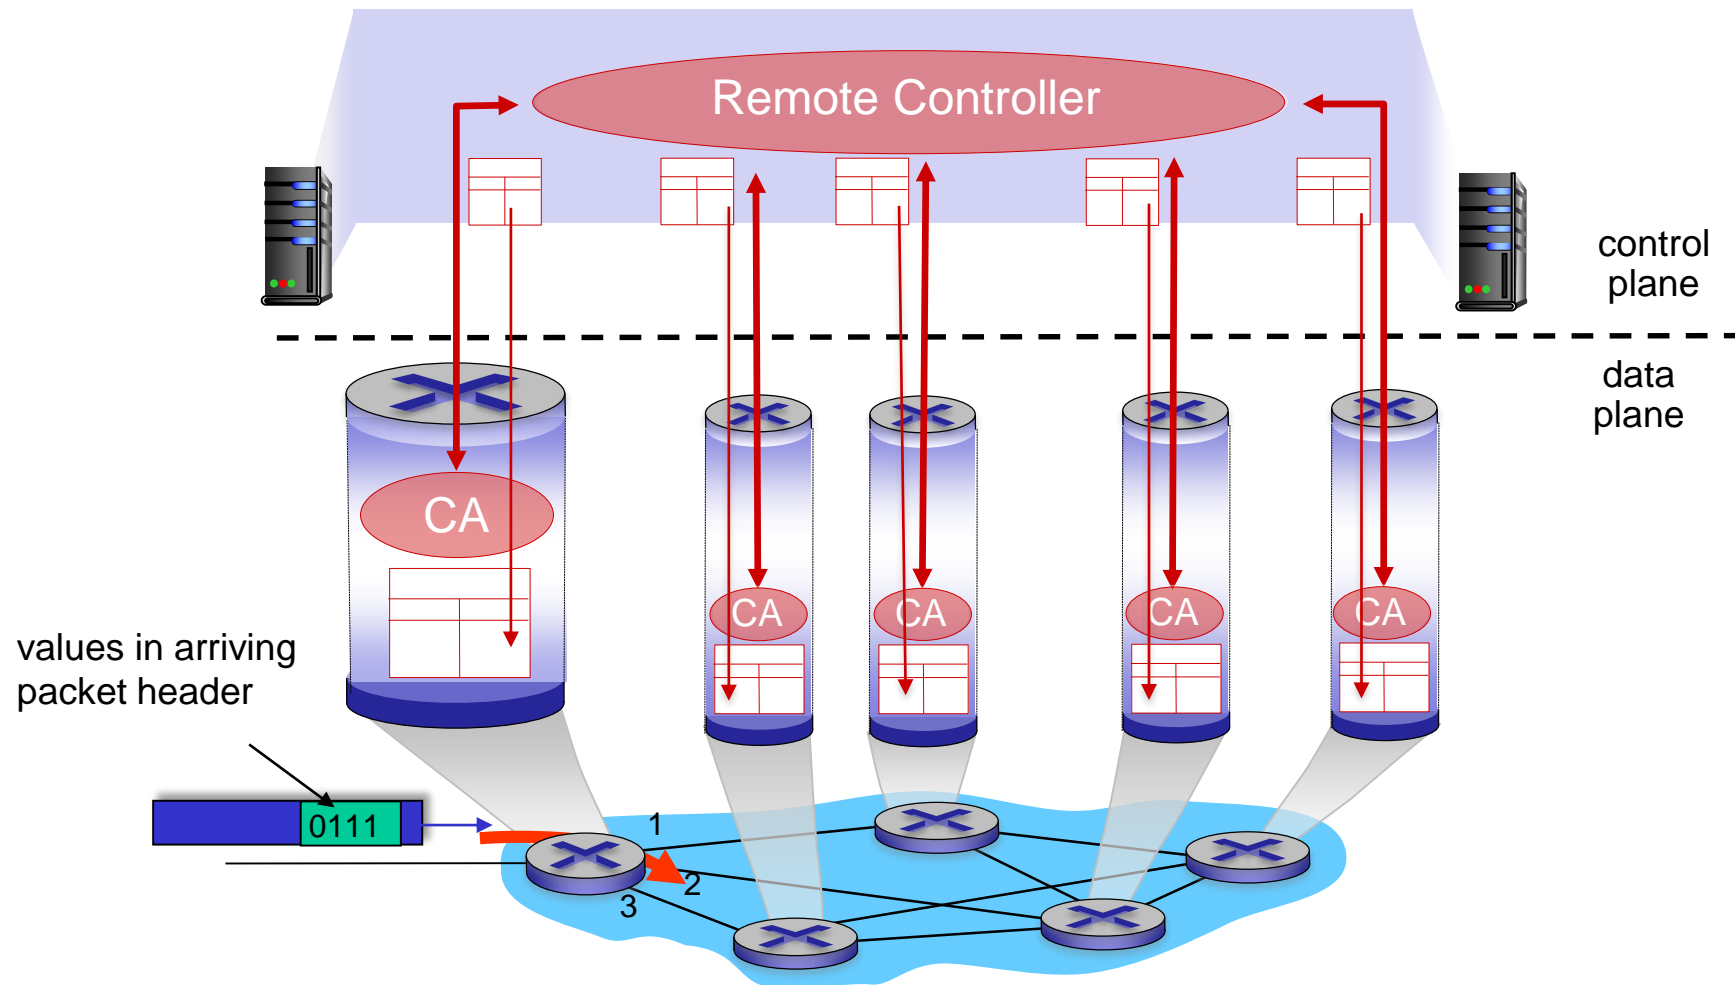 Remote Controller
control
plane
data
plane
CA
CA
CA
CA
CA
values in arriving
packet header
0111
1
2
3